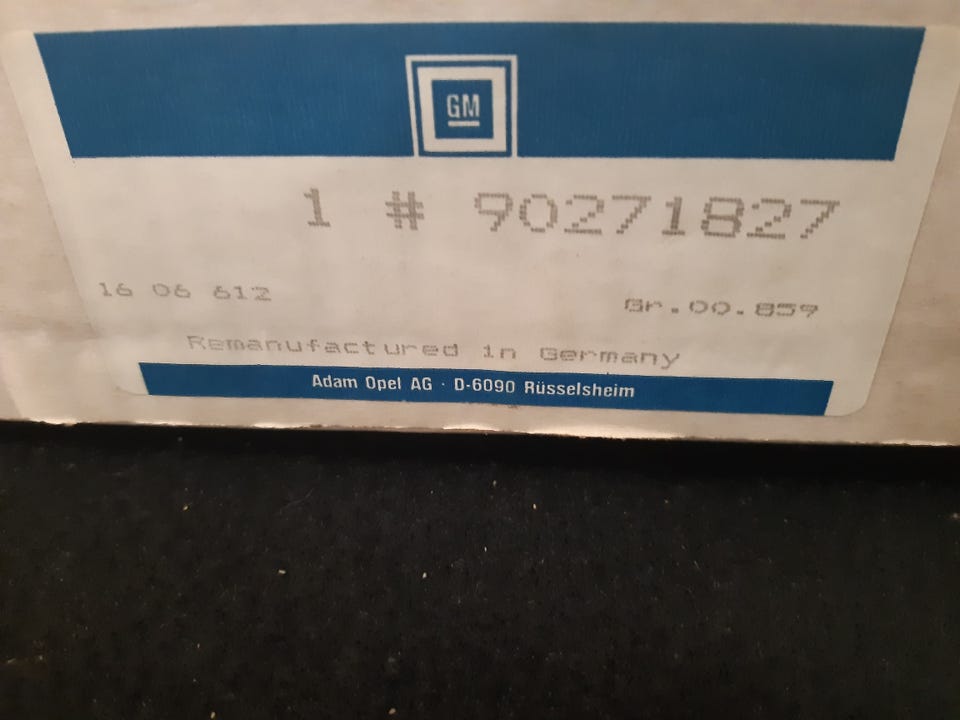 GM
1 # 90271827
16 06 612 Gr.00.859
Remanufactured in Germany
Adam Opel AG · D-6090 Rüsselsheim